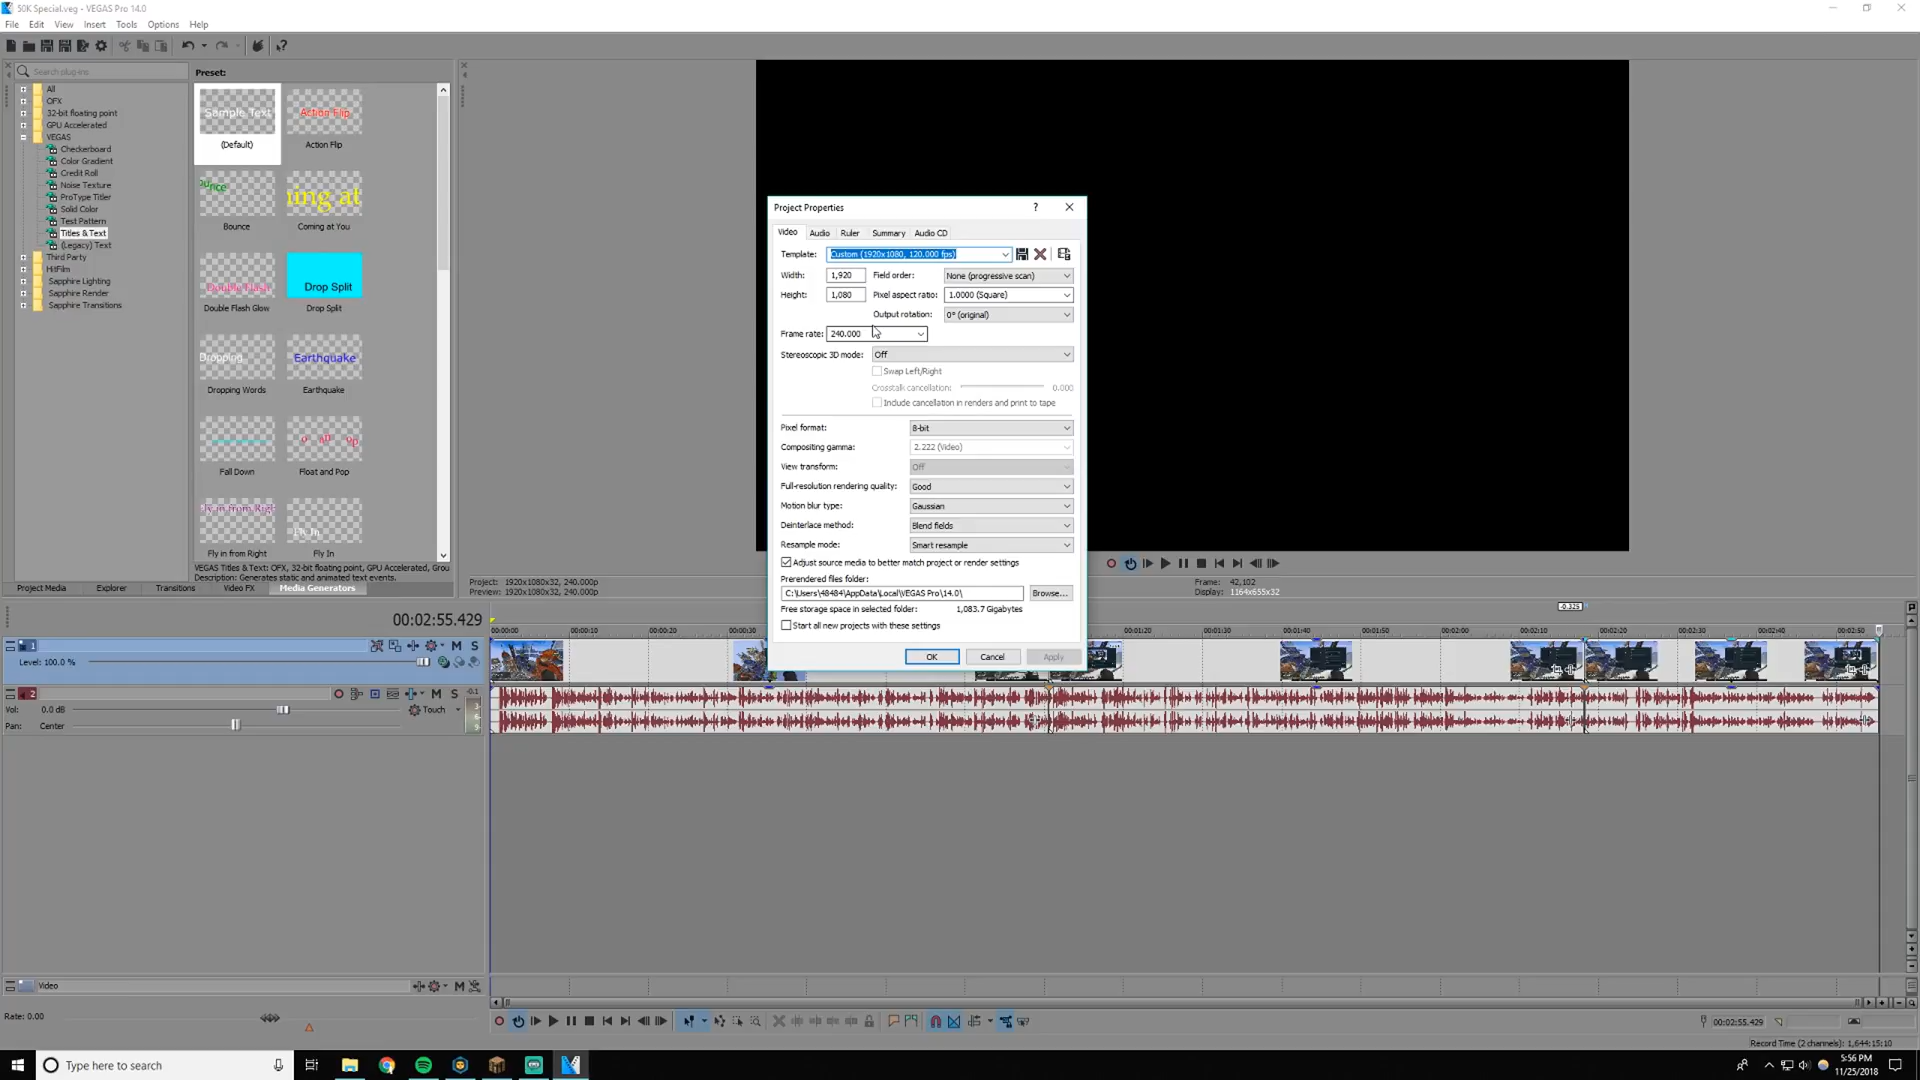 50K Special.veg - VEGAS Pro 14.0
File Edit View Insert Tools Options Help
Search plug-ins
All
OFX
32-bit floating point
GPU Accelerated
VEGAS
Checkerboard
Color Gradient
Credit Roll
Noise Texture
ProType Titler
Solid Color
Test Pattern
Titles & Text
(Legacy) Text
Third Party
HitFilm
Sapphire Lighting
Sapphire Render
Sapphire Transitions
Preset:
Sample Text Action Flip
(Default) Action Flip
ounce ning at
Bounce Coming at You
Double Flash Drop Split
Double Flash Glow Drop Split
Dropping Earthquake
Dropping Words Earthquake
Fall Down Float and Pop
Fly in from Right Fly In
VEGAS Titles & Text: OFX, 32-bit floating point, GPU Accelerated, Grou
Description: Generates static and animated text events.
Project Media Explorer Transitions Video FX Media Generators
Project Properties
Video Audio Ruler Summary Audio CD
Template: Custom (1920x1080, 120.000 fps)
Width: 1,920 Field order: None (progressive scan)
Height: 1,080 Pixel aspect ratio: 1.0000 (Square)
Output rotation: 0° (original)
Frame rate: 240.000
Stereoscopic 3D mode: Off
Swap Left/Right
Crosstalk cancellation: 0.000
Include cancellation in renders and print to tape
Pixel format: 8-bit
Compositing gamma: 2.222 (Video)
View transform: Off
Full-resolution rendering quality: Good
Motion blur type: Gaussian
Deinterlace method: Blend fields
Resample mode: Smart resample
Adjust source media to better match project or render settings
Prerendered files folder:
C:\Users\48484\AppData\Local\VEGAS Pro\14.0\ Browse...
Free storage space in selected folder: 1,083.7 Gigabytes
Start all new projects with these settings
OK Cancel Apply
Project: 1920x1080x32, 240.000p
Preview: 1920x1080x32, 240.000p
Frame: 42,102
Display: 1164x655x32
-0.325
00:02:55.429
00:00:00 00:00:10 00:00:20 00:00:30 00:01:20 00:01:30 00:01:40 00:01:50 00:02:00 00:02:10 00:02:20 00:02:30 00:02:40 00:02:50
1 M S
Level: 100.0 %
2 M S -0.1
Vol: 0.0 dB Touch
Pan: Center
Video M
Rate: 0.00
00:02:55.429
Record Time (2 channels): 1,644:15:10
Type here to search
5:56 PM
11/25/2018